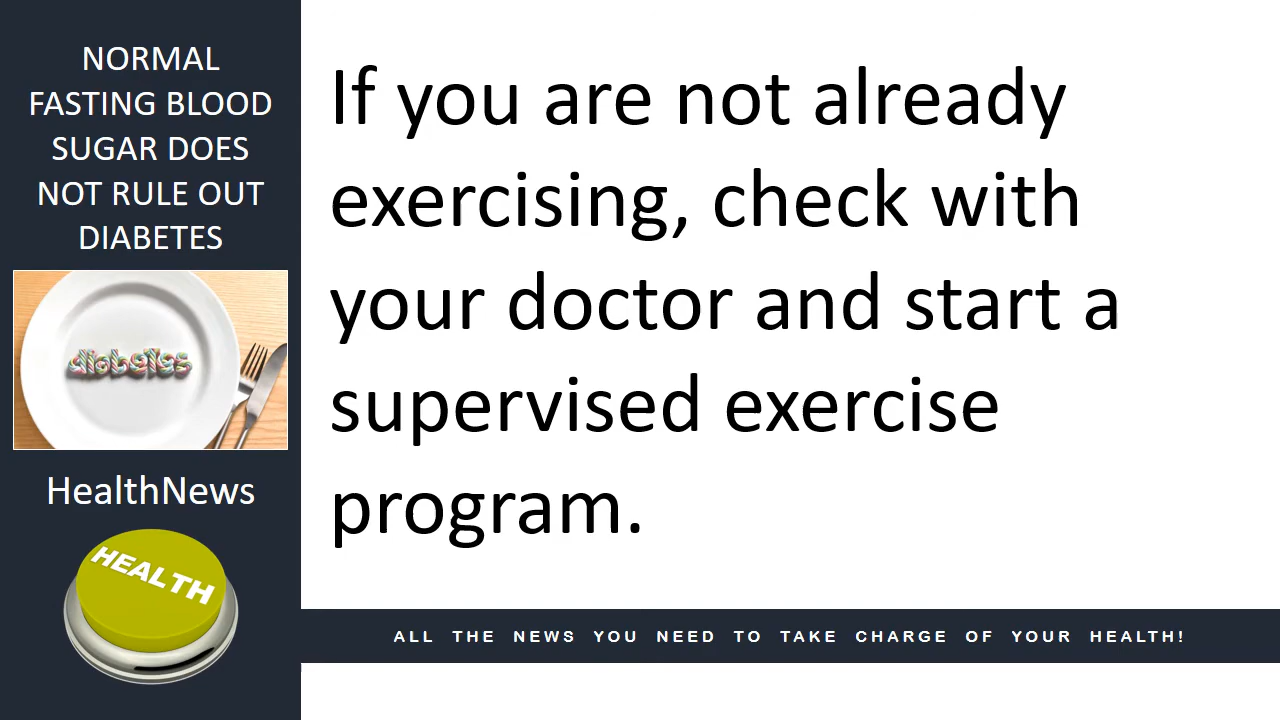 NORMAL
FASTING BLOOD
SUGAR DOES
NOT RULE OUT
DIABETES
diabetes
HealthNews
HEALTH
If you are not already
exercising, check with
your doctor and start a
supervised exercise
program.
ALL THE NEWS YOU NEED TO TAKE CHARGE OF YOUR HEALTH!